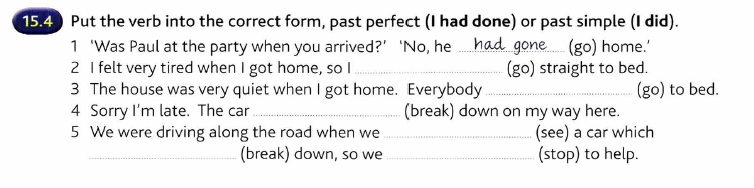 15.4 Put the verb into the correct form, past perfect (I had done) or past simple (I did).
1 'Was Paul at the party when you arrived?' 'No, he had gone (go) home.'
2 I felt very tired when I got home, so I ........................ (go) straight to bed.
3 The house was very quiet when I got home. Everybody ........................ (go) to bed.
4 Sorry I'm late. The car ........................ (break) down on my way here.
5 We were driving along the road when we ........................ (see) a car which
........................ (break) down, so we ........................ (stop) to help.